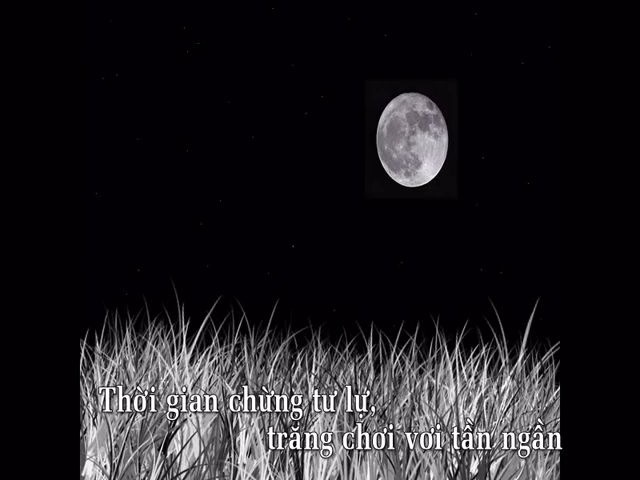 Thời gian chừng tư lự,
trăng chơi vơi tần ngần